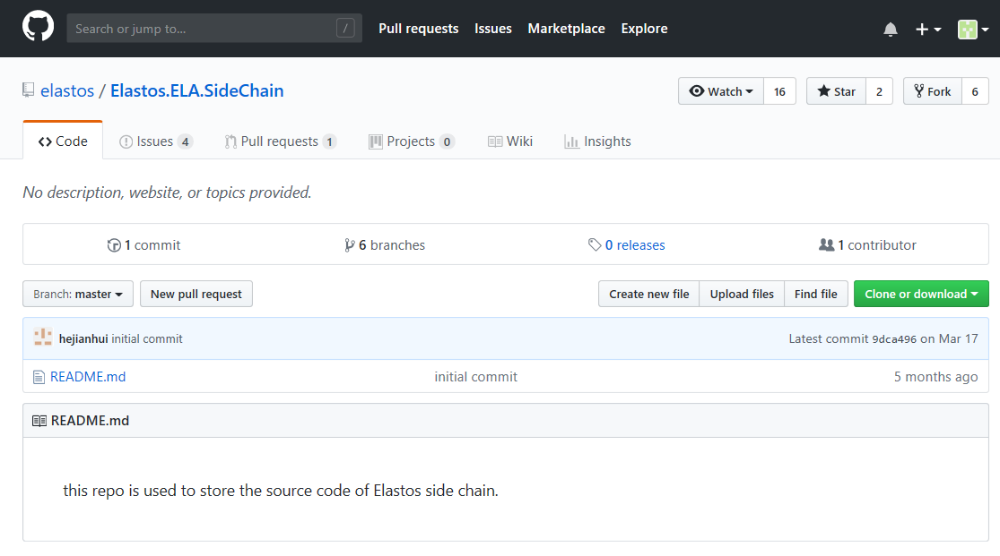 Search or jump to... / Pull requests Issues Marketplace Explore
elastos / Elastos.ELA.SideChain Watch 16 Star 2 Fork 6
Code Issues 4 Pull requests 1 Projects 0 Wiki Insights
No description, website, or topics provided.
1 commit 6 branches 0 releases 1 contributor
Branch: master New pull request Create new file Upload files Find file Clone or download
hejianhui initial commit Latest commit 9dca496 on Mar 17
README.md initial commit 5 months ago
README.md
this repo is used to store the source code of Elastos side chain.